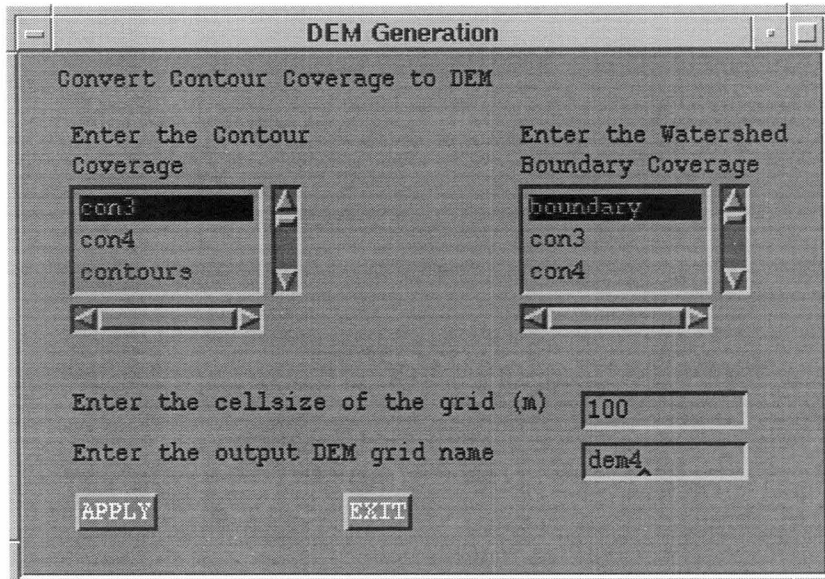 DEM Generation
Convert Contour Coverage to DEM
Enter the Contour
Coverage
con3
con4
contours
Enter the Watershed
Boundary Coverage
boundary
con3
con4
Enter the cellsize of the grid (m)
100
Enter the output DEM grid name
dem4
APPLY
EXIT